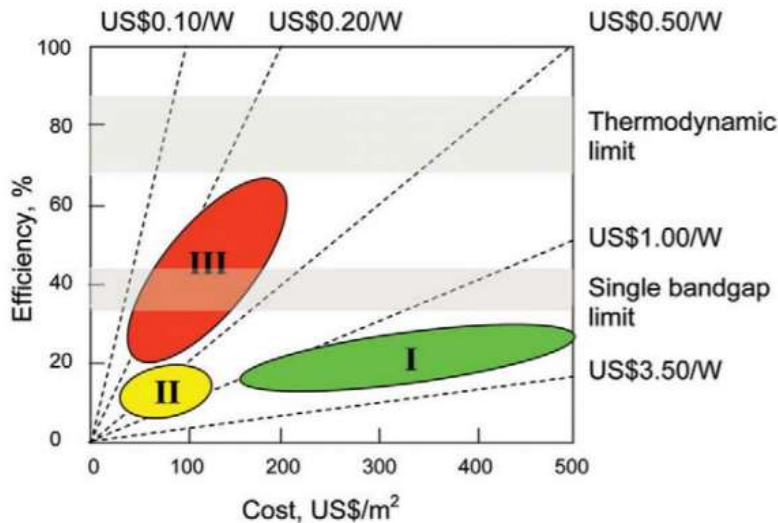 US$0.10/W US$0.20/W US$0.50/W
100
80
60
40
20
0
Efficiency, %
Thermodynamic
limit
US$1.00/W
Single bandgap
limit
US$3.50/W
III
II
I
0 100 200 300 400 500
Cost, US$/m²